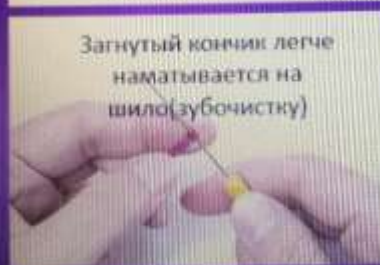 Загнутый кончик легче
наматывается на
шило(зубочистку)